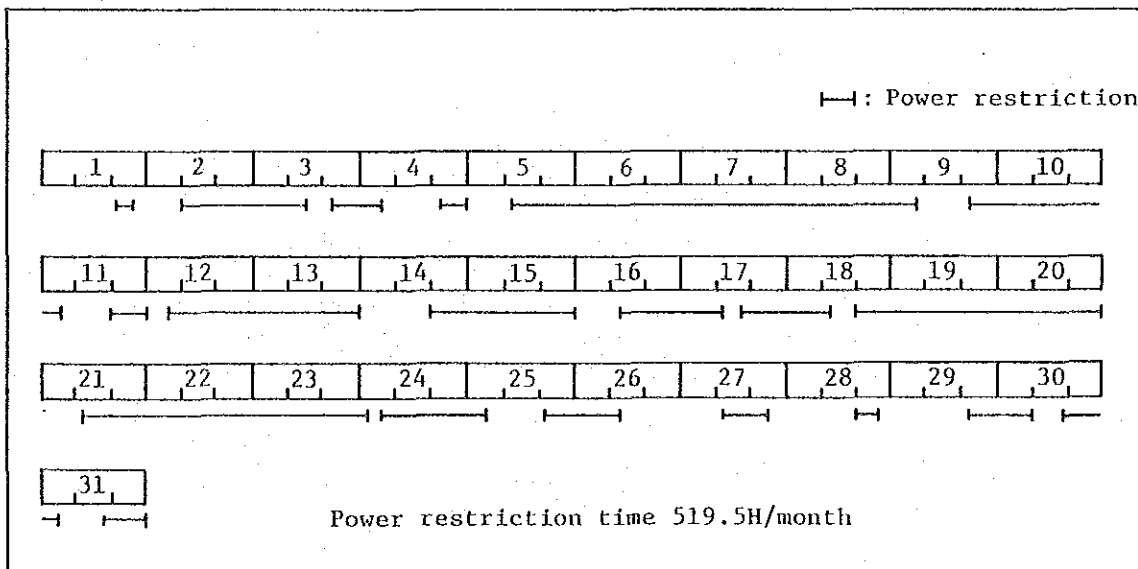 : Power restriction
1 2 3 4 5 6 7 8 9 10
11 12 13 14 15 16 17 18 19 20
21 22 23 24 25 26 27 28 29 30
31
Power restriction time 519.5H/month